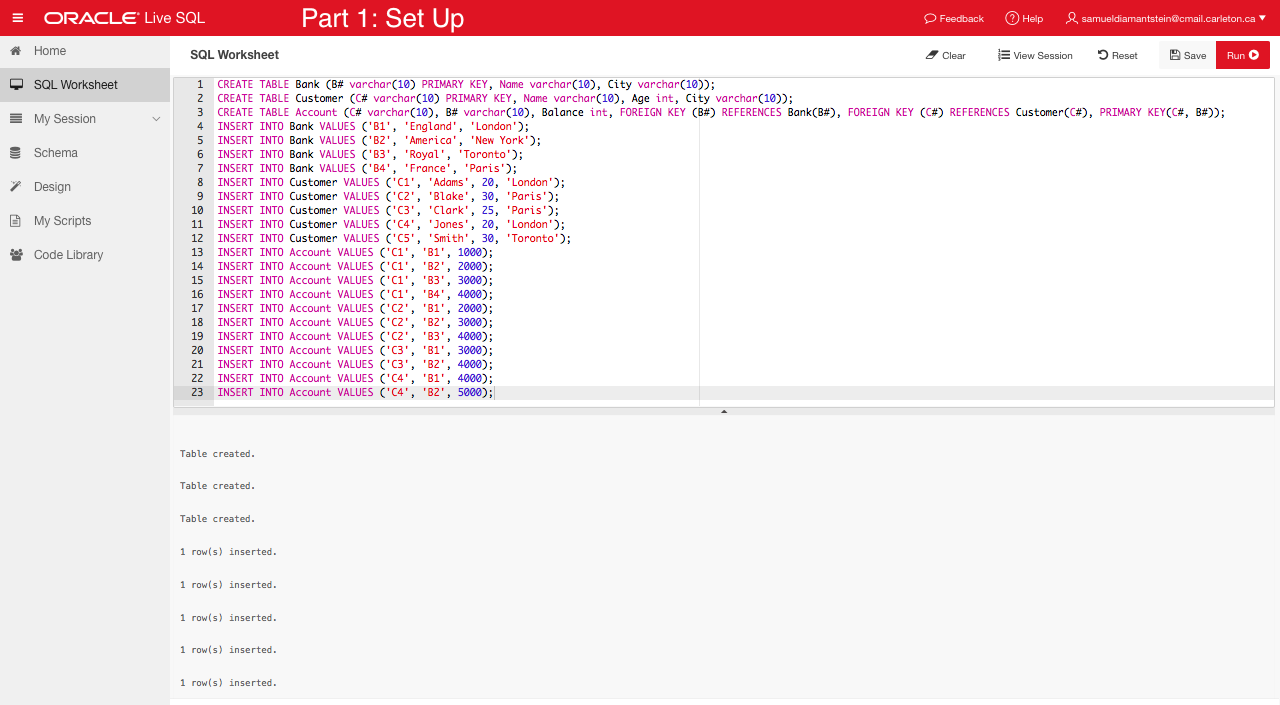 ORACLE Live SQL
Part 1: Set Up
Feedback
Help
samueldiamantstein@cmail.carleton.ca
Home
SQL Worksheet
My Session
Schema
Design
My Scripts
Code Library
SQL Worksheet
Clear
View Session
Reset
Save
Run
1 CREATE TABLE Bank (B# varchar(10) PRIMARY KEY, Name varchar(10), City varchar(10));
2 CREATE TABLE Customer (C# varchar(10) PRIMARY KEY, Name varchar(10), Age int, City varchar(10));
3 CREATE TABLE Account (C# varchar(10), B# varchar(10), Balance int, FOREIGN KEY (B#) REFERENCES Bank(B#), FOREIGN KEY (C#) REFERENCES Customer(C#), PRIMARY KEY(C#, B#));
4 INSERT INTO Bank VALUES ('B1', 'England', 'London');
5 INSERT INTO Bank VALUES ('B2', 'America', 'New York');
6 INSERT INTO Bank VALUES ('B3', 'Royal', 'Toronto');
7 INSERT INTO Bank VALUES ('B4', 'France', 'Paris');
8 INSERT INTO Customer VALUES ('C1', 'Adams', 20, 'London');
9 INSERT INTO Customer VALUES ('C2', 'Blake', 30, 'Paris');
10 INSERT INTO Customer VALUES ('C3', 'Clark', 25, 'Paris');
11 INSERT INTO Customer VALUES ('C4', 'Jones', 20, 'London');
12 INSERT INTO Customer VALUES ('C5', 'Smith', 30, 'Toronto');
13 INSERT INTO Account VALUES ('C1', 'B1', 1000);
14 INSERT INTO Account VALUES ('C1', 'B2', 2000);
15 INSERT INTO Account VALUES ('C1', 'B3', 3000);
16 INSERT INTO Account VALUES ('C1', 'B4', 4000);
17 INSERT INTO Account VALUES ('C2', 'B1', 2000);
18 INSERT INTO Account VALUES ('C2', 'B2', 3000);
19 INSERT INTO Account VALUES ('C2', 'B3', 4000);
20 INSERT INTO Account VALUES ('C3', 'B1', 3000);
21 INSERT INTO Account VALUES ('C3', 'B2', 4000);
22 INSERT INTO Account VALUES ('C4', 'B1', 4000);
23 INSERT INTO Account VALUES ('C4', 'B2', 5000);
Table created.
Table created.
Table created.
1 row(s) inserted.
1 row(s) inserted.
1 row(s) inserted.
1 row(s) inserted.
1 row(s) inserted.